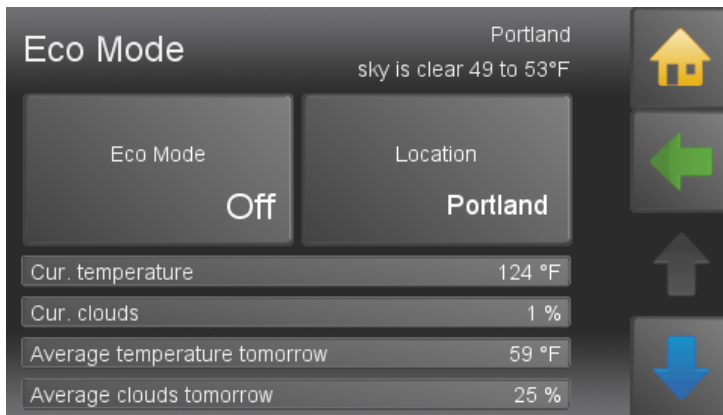 Eco Mode
Portland
sky is clear 49 to 53°F
Eco Mode
Off
Location
Portland
Cur. temperature 124 °F
Cur. clouds 1 %
Average temperature tomorrow 59 °F
Average clouds tomorrow 25 %